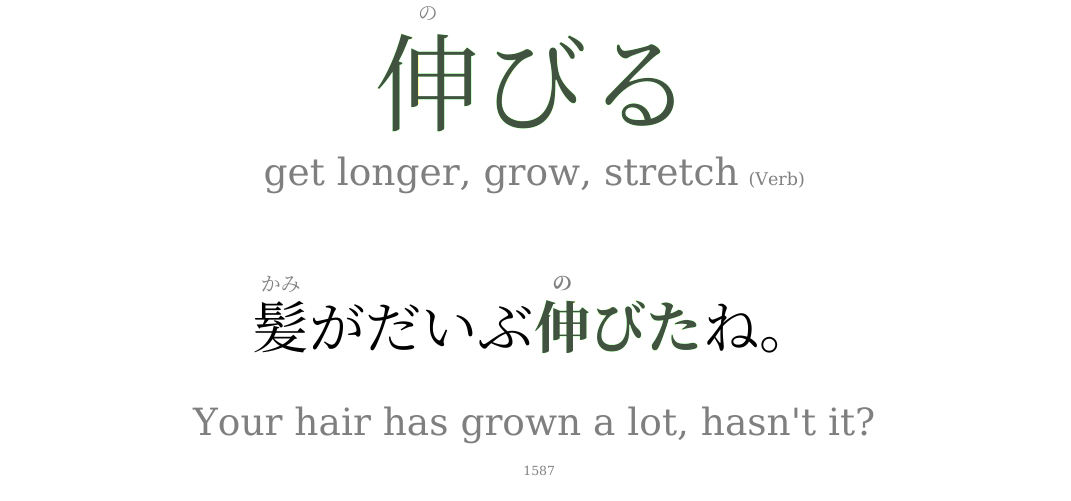 の
伸びる
get longer, grow, stretch (Verb)
かみ の
髪がだいぶ伸びたね。
Your hair has grown a lot, hasn't it?
1587